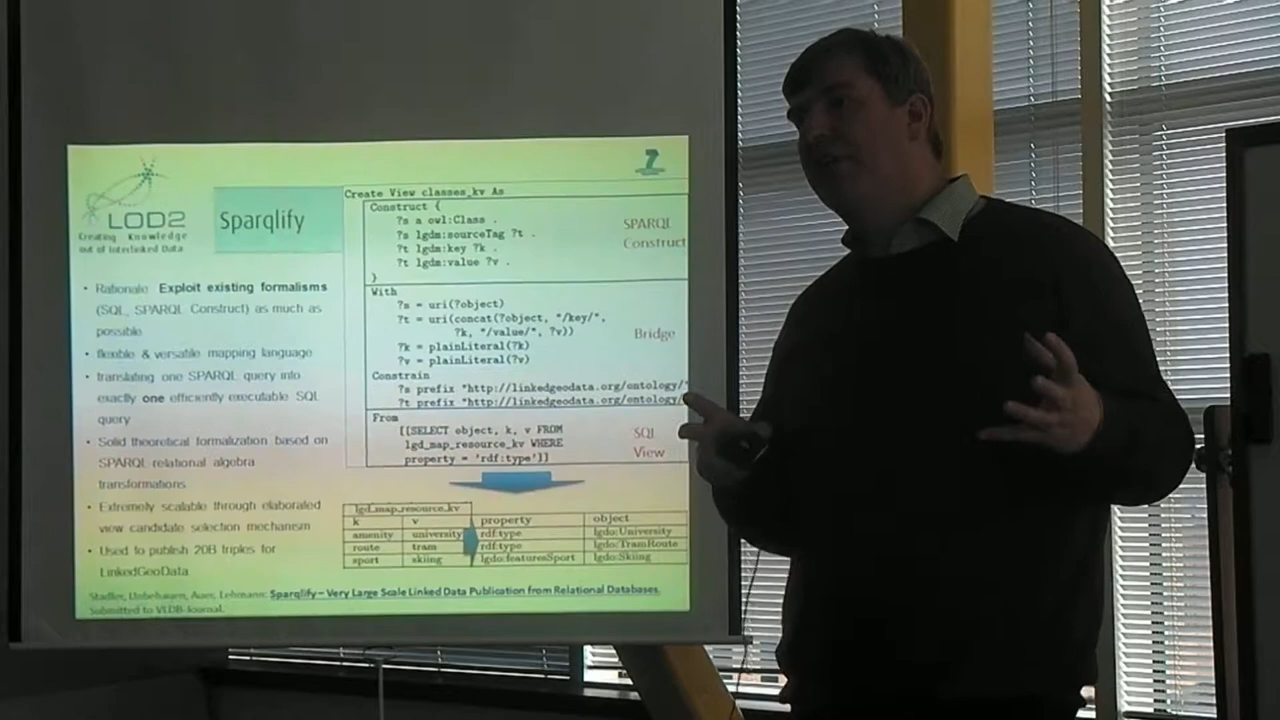 7
LOD2
Creating Knowledge
out of Interlinked Data
Sparqlify
• Rationale: Exploit existing formalisms
(SQL, SPARQL Construct) as much as
possible
• flexible & versatile mapping language
• translating one SPARQL query into
exactly one efficiently executable SQL
query
• Solid theoretical formalization based on
SPARQL-relational algebra
transformations
• Extremely scalable through elaborated
view candidate selection mechanism
• Used to publish 20B triples for
LinkedGeoData
Create View classes_kv As
Construct {
?s a owl:Class .
?s lgdm:sourceTag ?t .
?t lgdm:key ?k .
?t lgdm:value ?v .
}
SPARQL
Construct
With
?s = uri(?object)
?t = uri(concat(?object, "/key/",
?k, "/value/", ?v))
?k = plainLiteral(?k)
?v = plainLiteral(?v)
Constrain
?s prefix "http://linkedgeodata.org/ontology/"
?t prefix "http://linkedgeodata.org/ontology/
Bridge
From
[[SELECT object, k, v FROM
lgd_map_resource_kv WHERE
property = 'rdf:type']]
SQL
View
lgd_map_resource_kv
k v property object
amenity university rdf:type lgdo:University
route tram rdf:type lgdo:TramRoute
sport skiing lgdo:featuresSport lgdo:Skiing
Stadler, Unbehauen, Auer, Lehmann: Sparqlify – Very Large Scale Linked Data Publication from Relational Databases.
Submitted to VLDB-Journal.